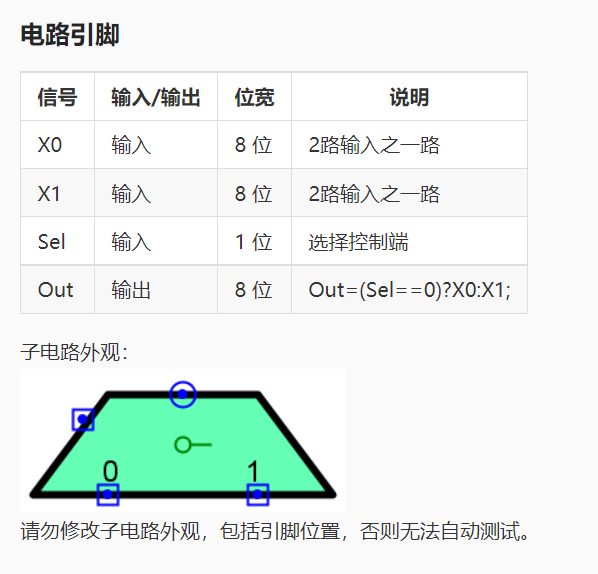 电路引脚
信号 输入/输出 位宽 说明
X0 输入 8 位 2路输入之一路
X1 输入 8 位 2路输入之一路
Sel 输入 1 位 选择控制端
Out 输出 8 位 Out=(Sel==0)?X0:X1;
子电路外观：
0 1
请勿修改子电路外观，包括引脚位置，否则无法自动测试。